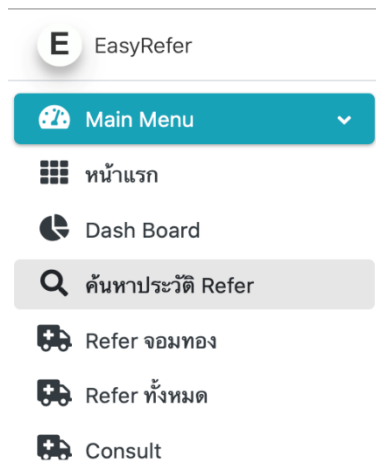 E EasyRefer
Main Menu
หน้าแรก
Dash Board
ค้นหาประวัติ Refer
Refer จอมทอง
Refer ทั้งหมด
Consult